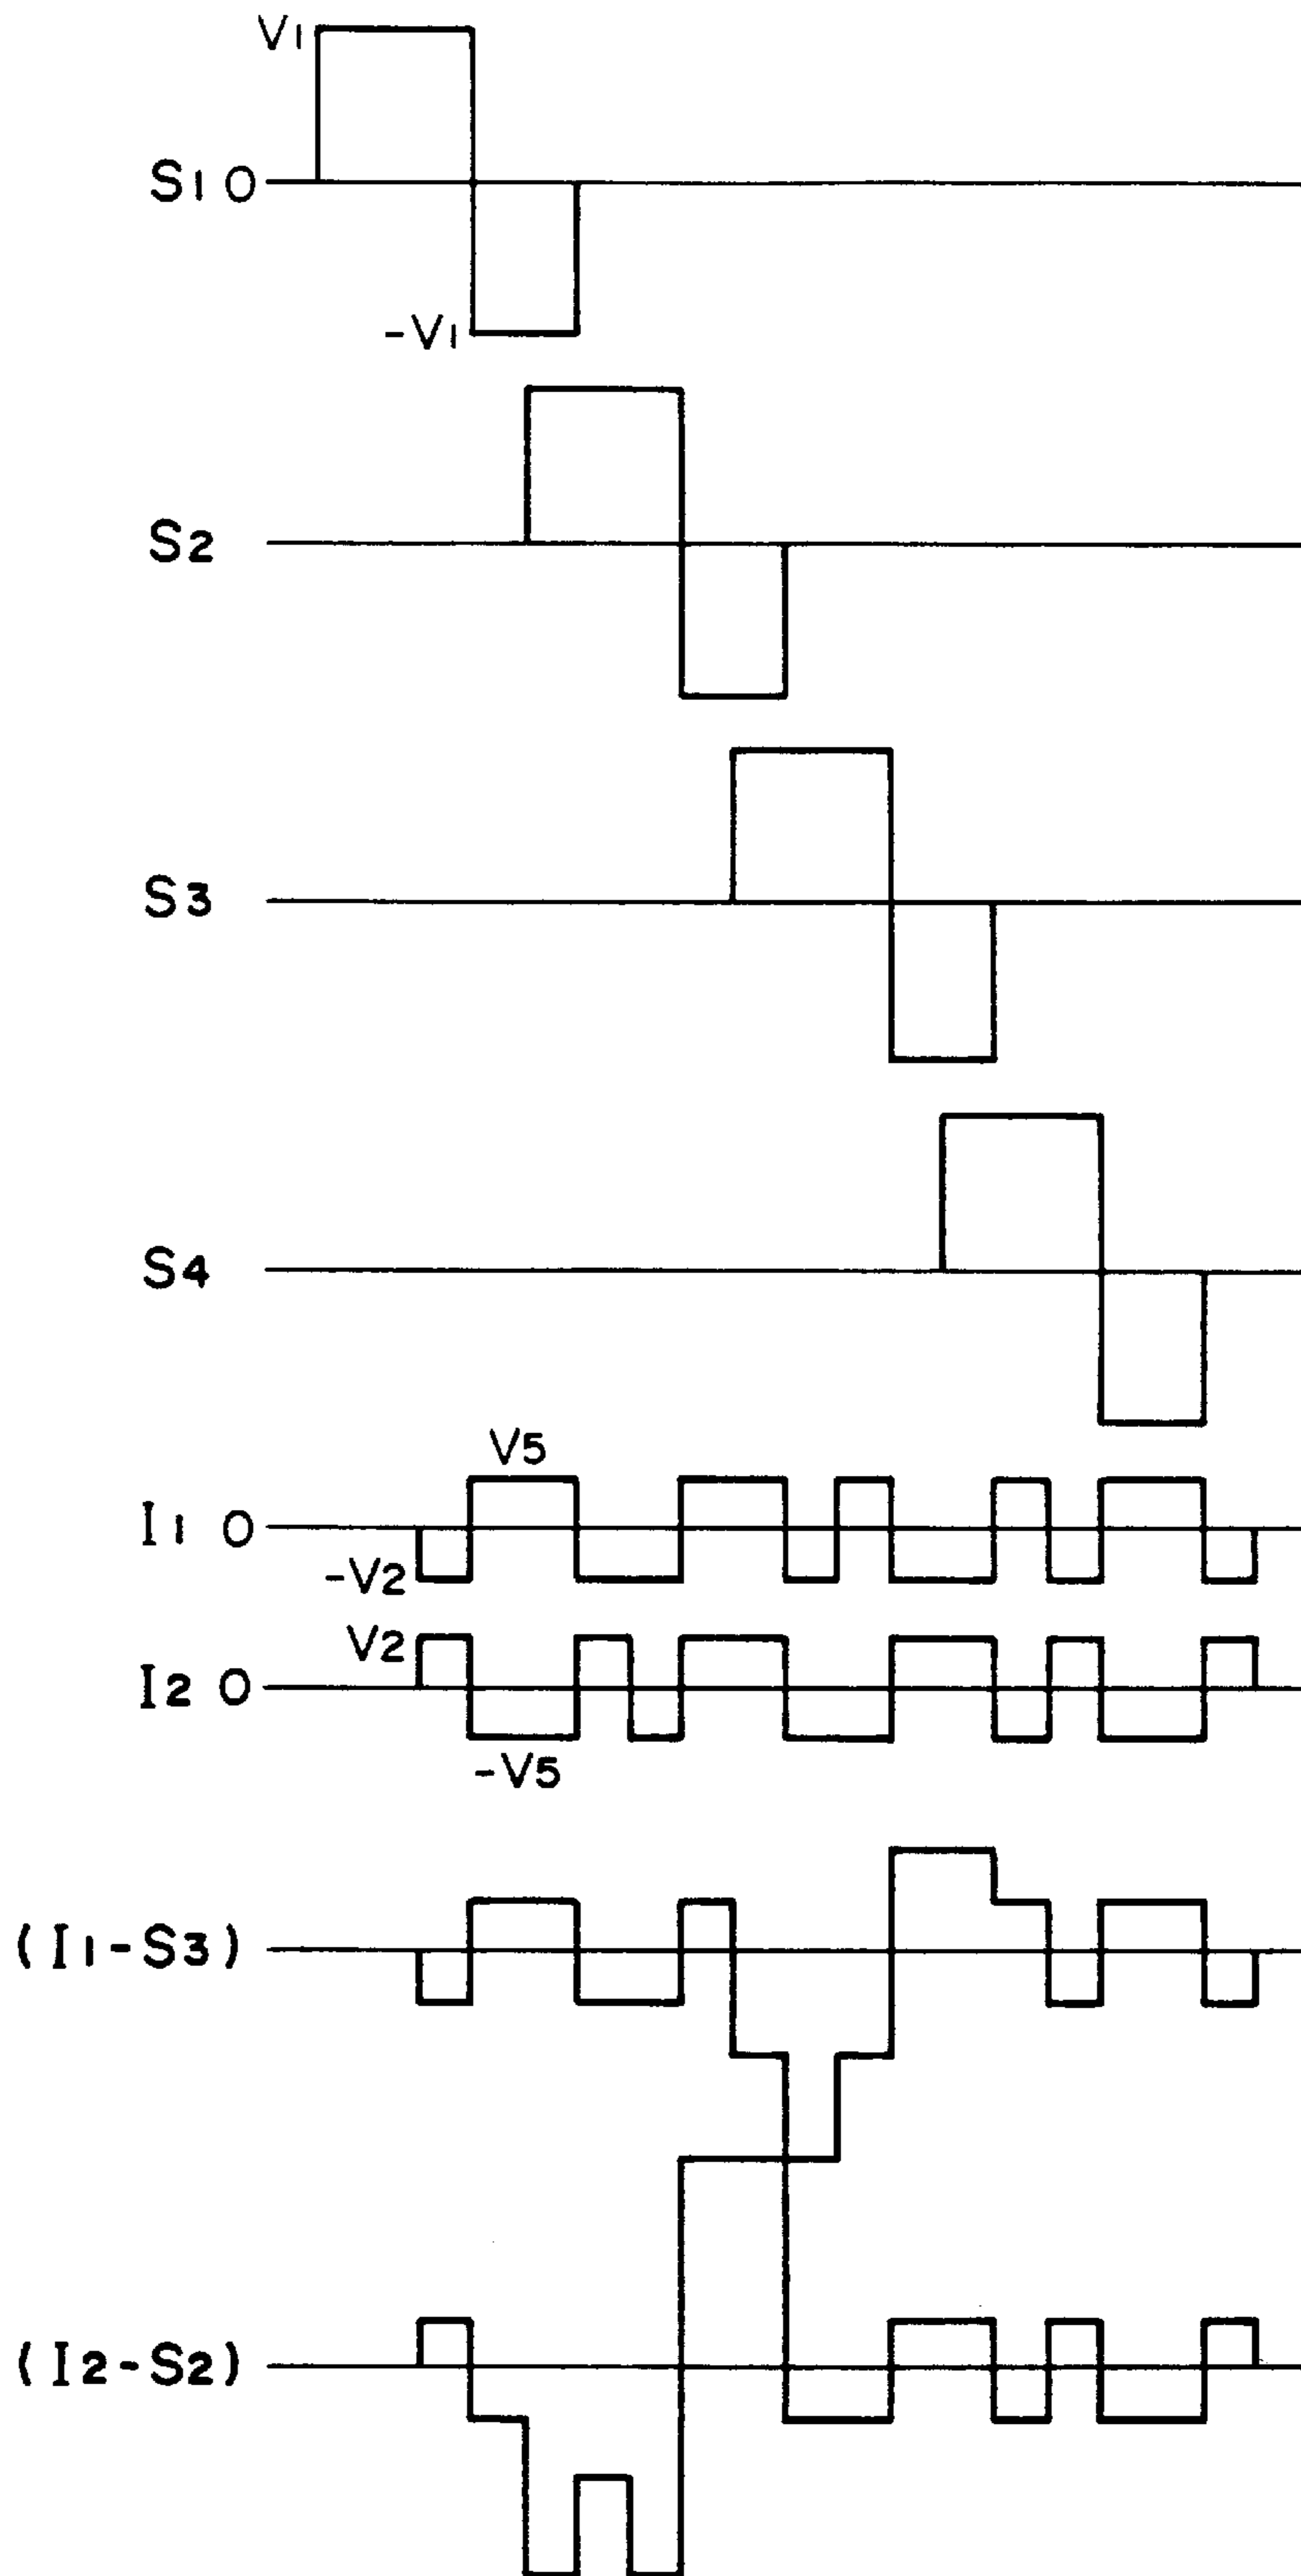 V1
S1 0
-V1
S2
S3
S4
V5
I1 0
-V2
V2
I2 0
-V5
(I1-S3)
(I2-S2)